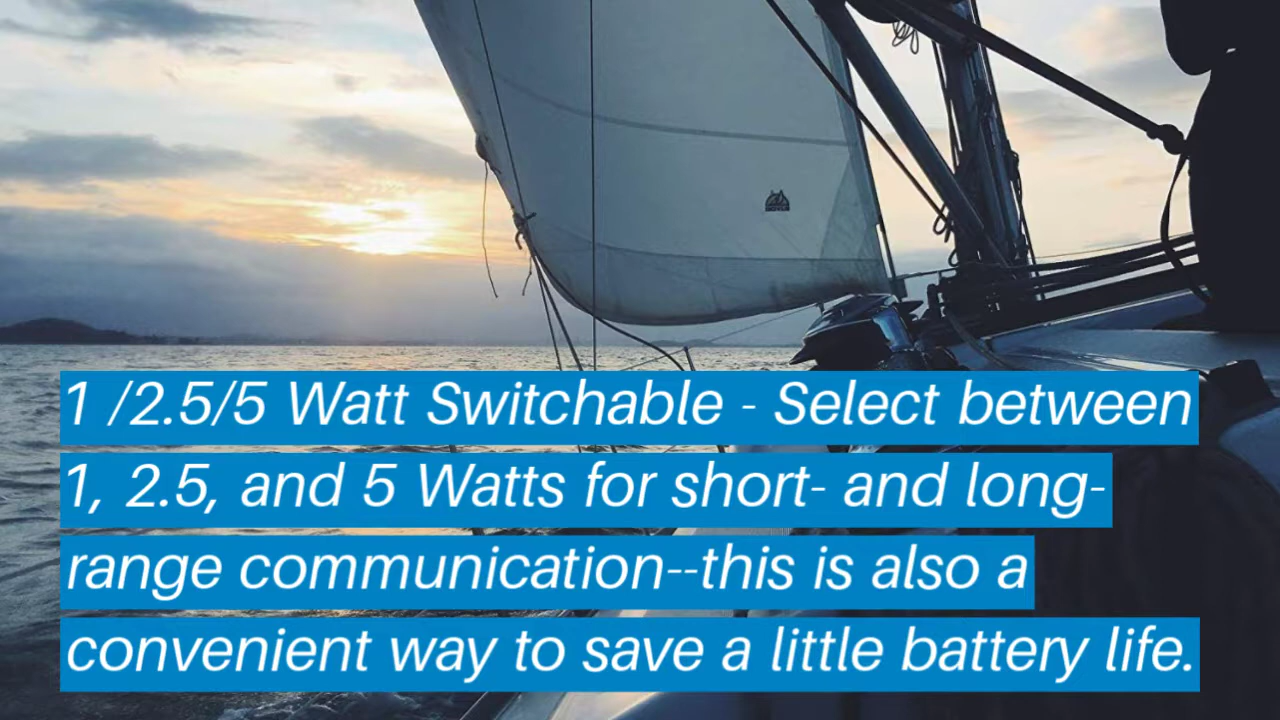 1 /2.5/5 Watt Switchable - Select between
1, 2.5, and 5 Watts for short- and long-
range communication--this is also a
convenient way to save a little battery life.